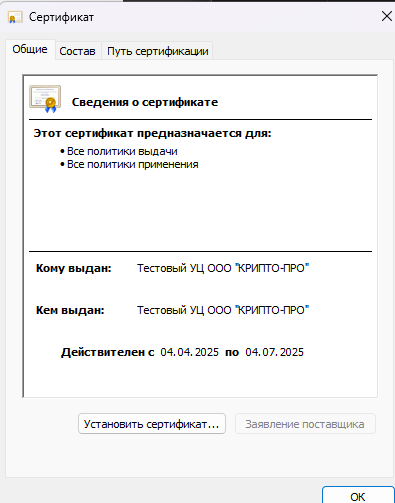 Сертификат
Общие Состав Путь сертификации
Сведения о сертификате
Этот сертификат предназначается для:
• Все политики выдачи
• Все политики применения
Кому выдан: Тестовый УЦ ООО "КРИПТО-ПРО"
Кем выдан: Тестовый УЦ ООО "КРИПТО-ПРО"
Действителен с 04.04.2025 по 04.07.2025
Установить сертификат... Заявление поставщика
ОК